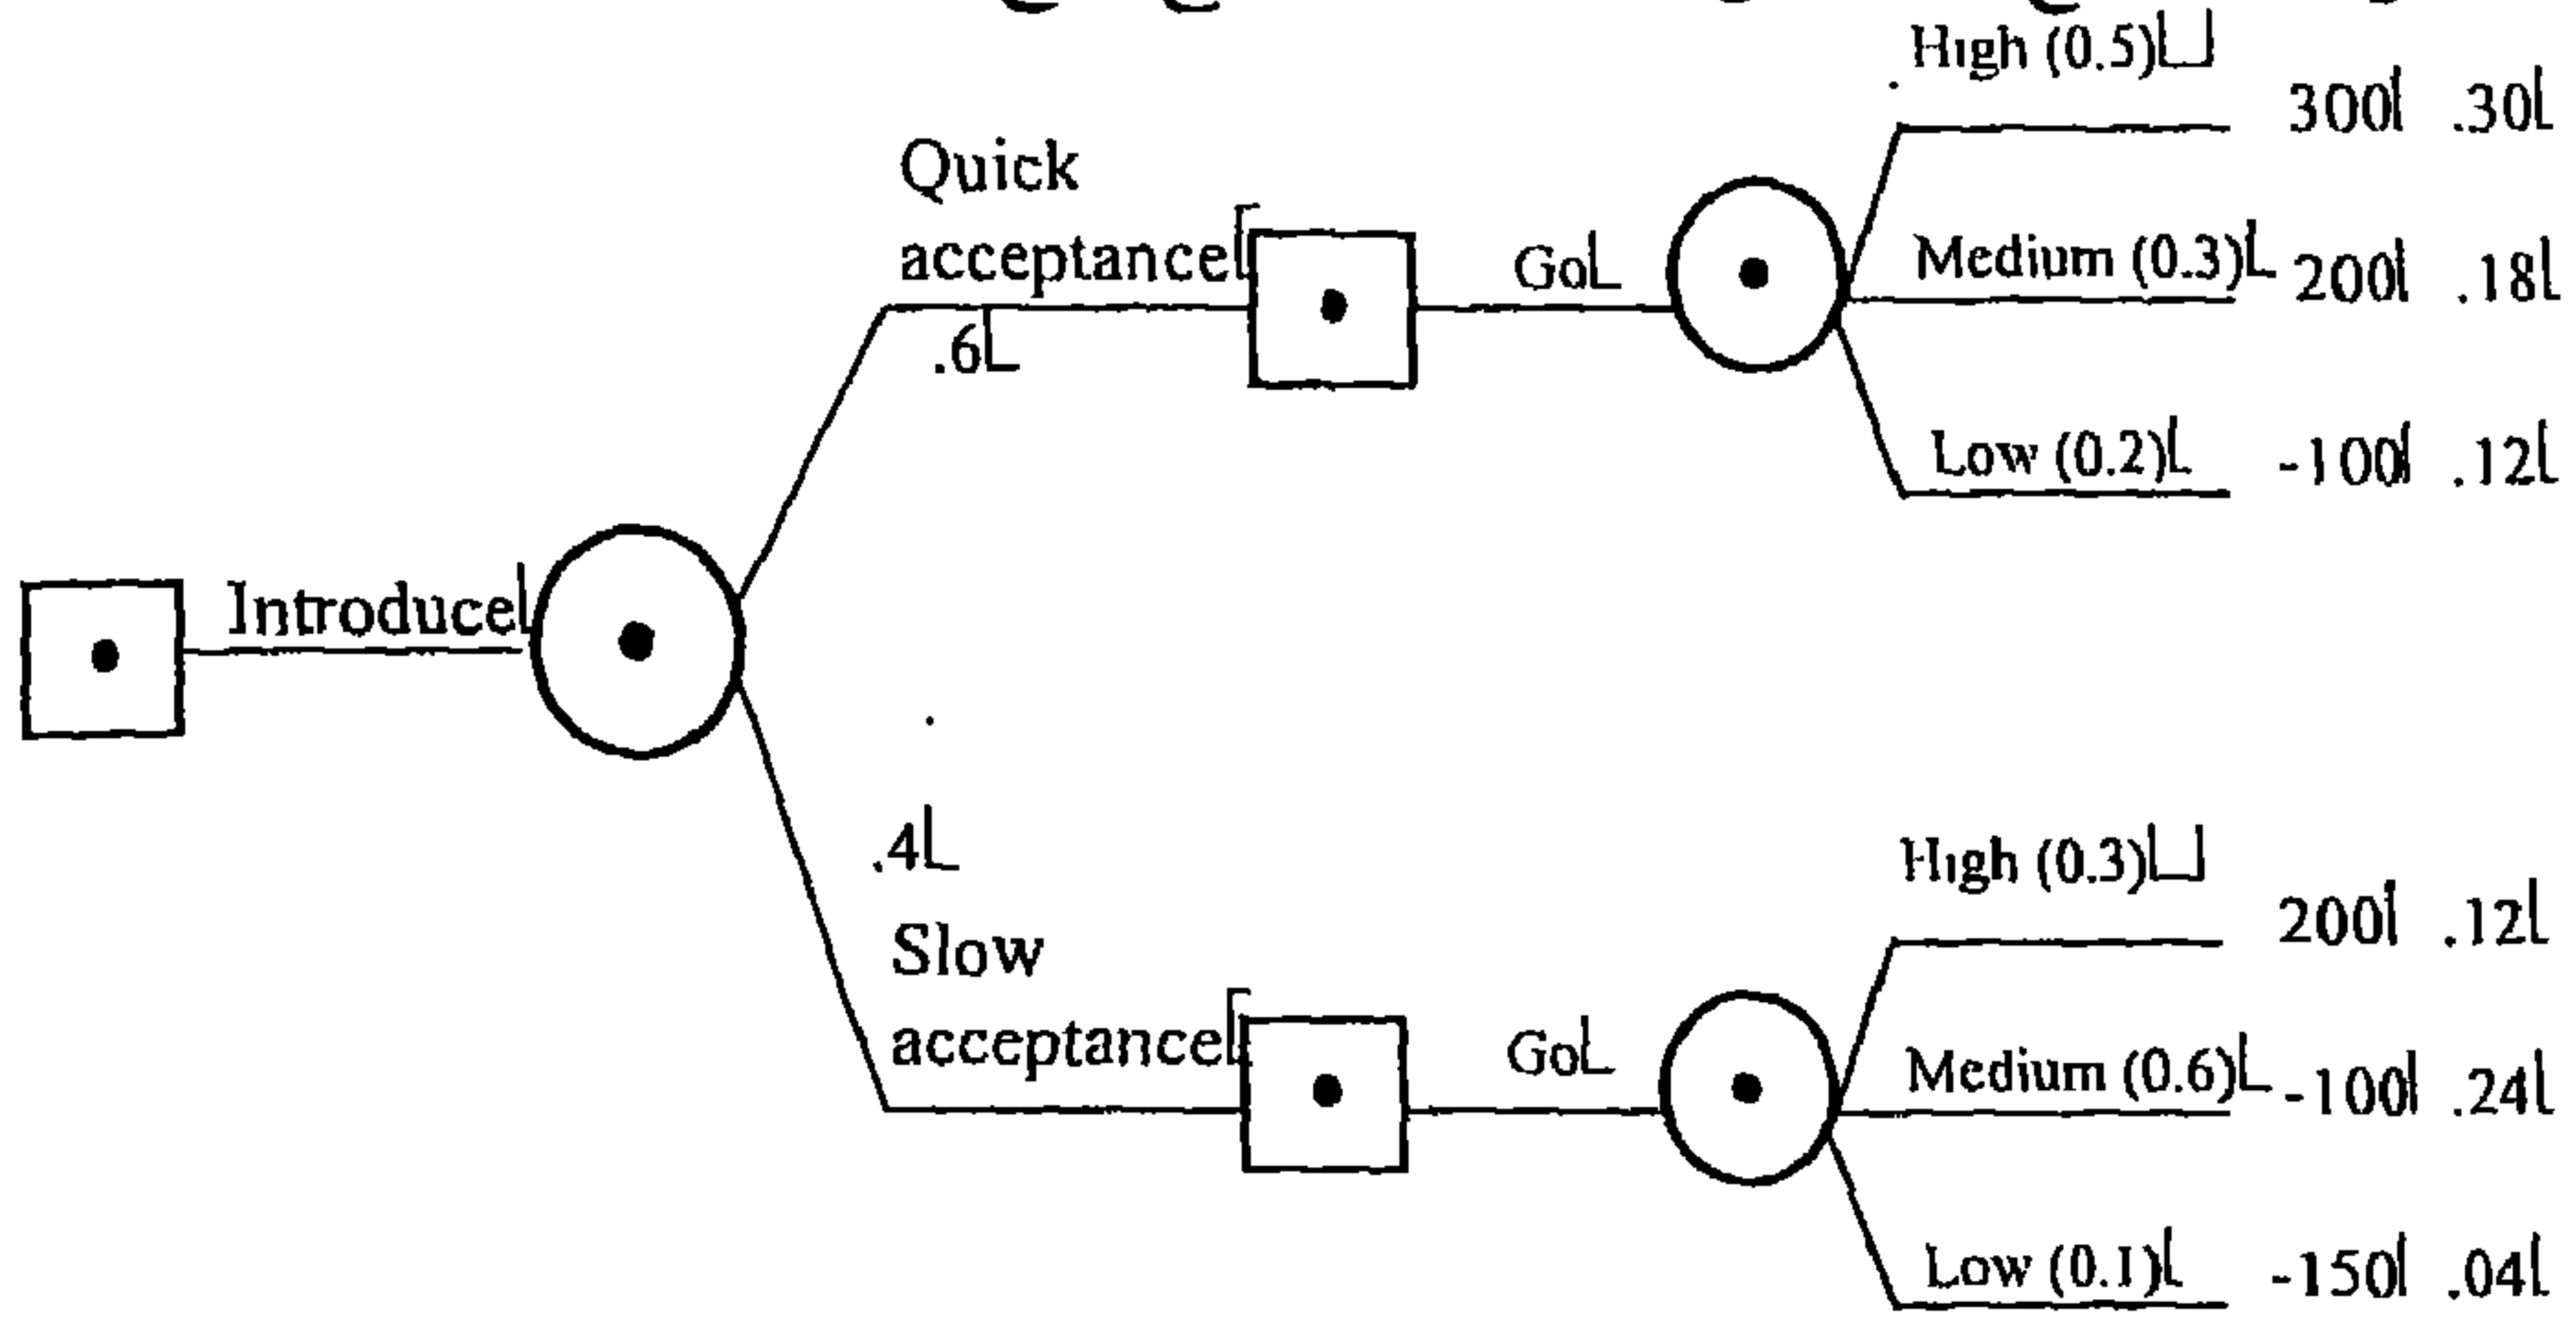 High (0.5)
300 .30
Quick
acceptance
.6
Go
Medium (0.3) 200 .18
Low (0.2) -100 .12
Introduce
.4
Slow
acceptance
Go
High (0.3)
200 .12
Medium (0.6) -100 .24
Low (0.1) -150 .04